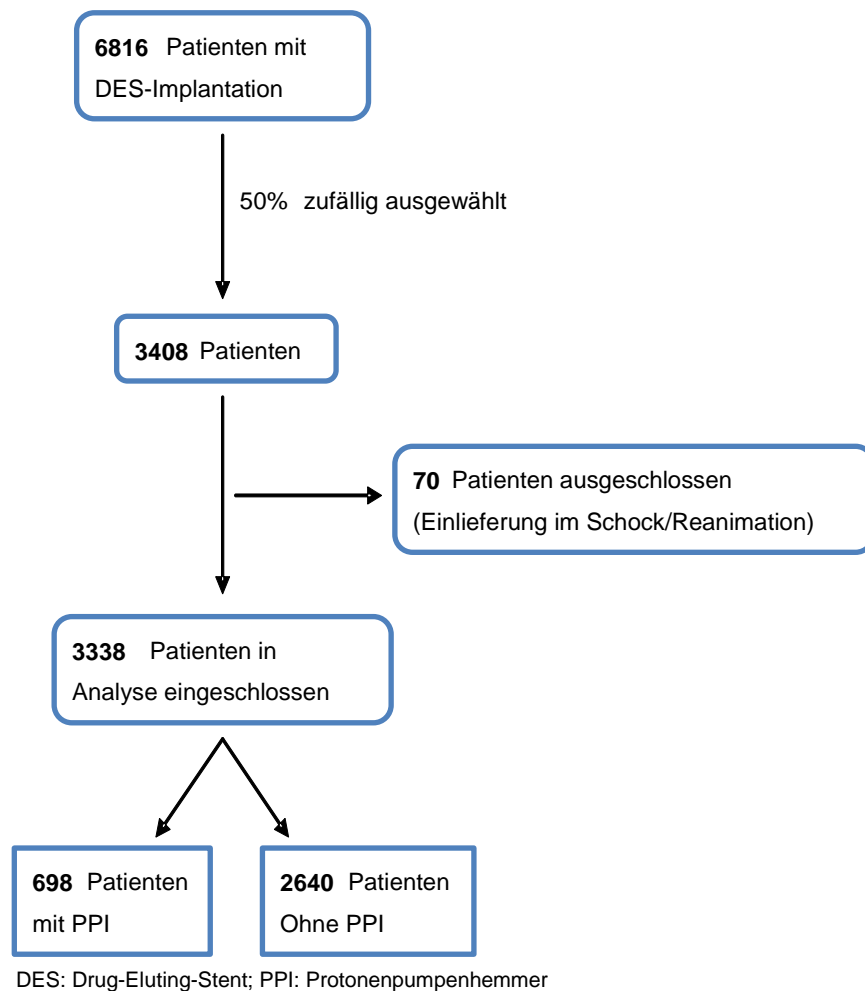 6816 Patienten mit
DES-Implantation
50% zufällig ausgewählt
3408 Patienten
70 Patienten ausgeschlossen
(Einlieferung im Schock/Reanimation)
3338 Patienten in
Analyse eingeschlossen
698 Patienten
mit PPI
2640 Patienten
Ohne PPI
DES: Drug-Eluting-Stent; PPI: Protonenpumpenhemmer